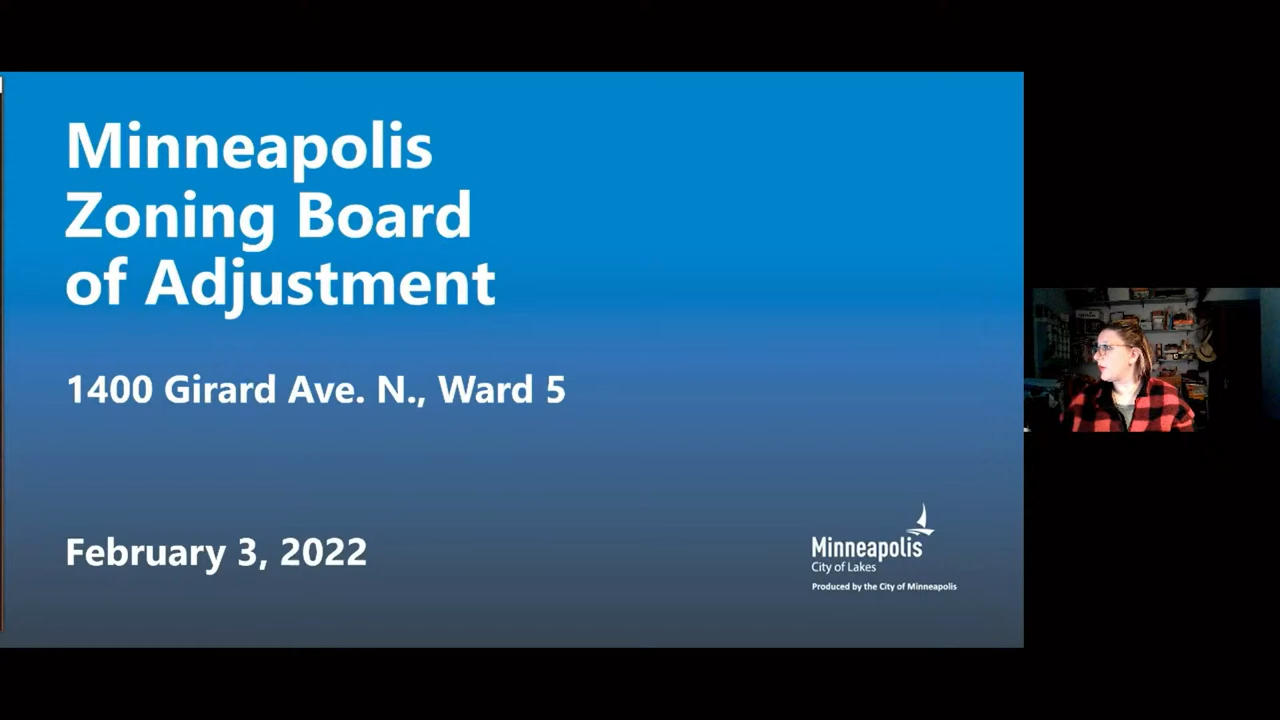 Minneapolis
Zoning Board
of Adjustment
1400 Girard Ave. N., Ward 5
February 3, 2022
Minneapolis
City of Lakes
Produced by the City of Minneapolis